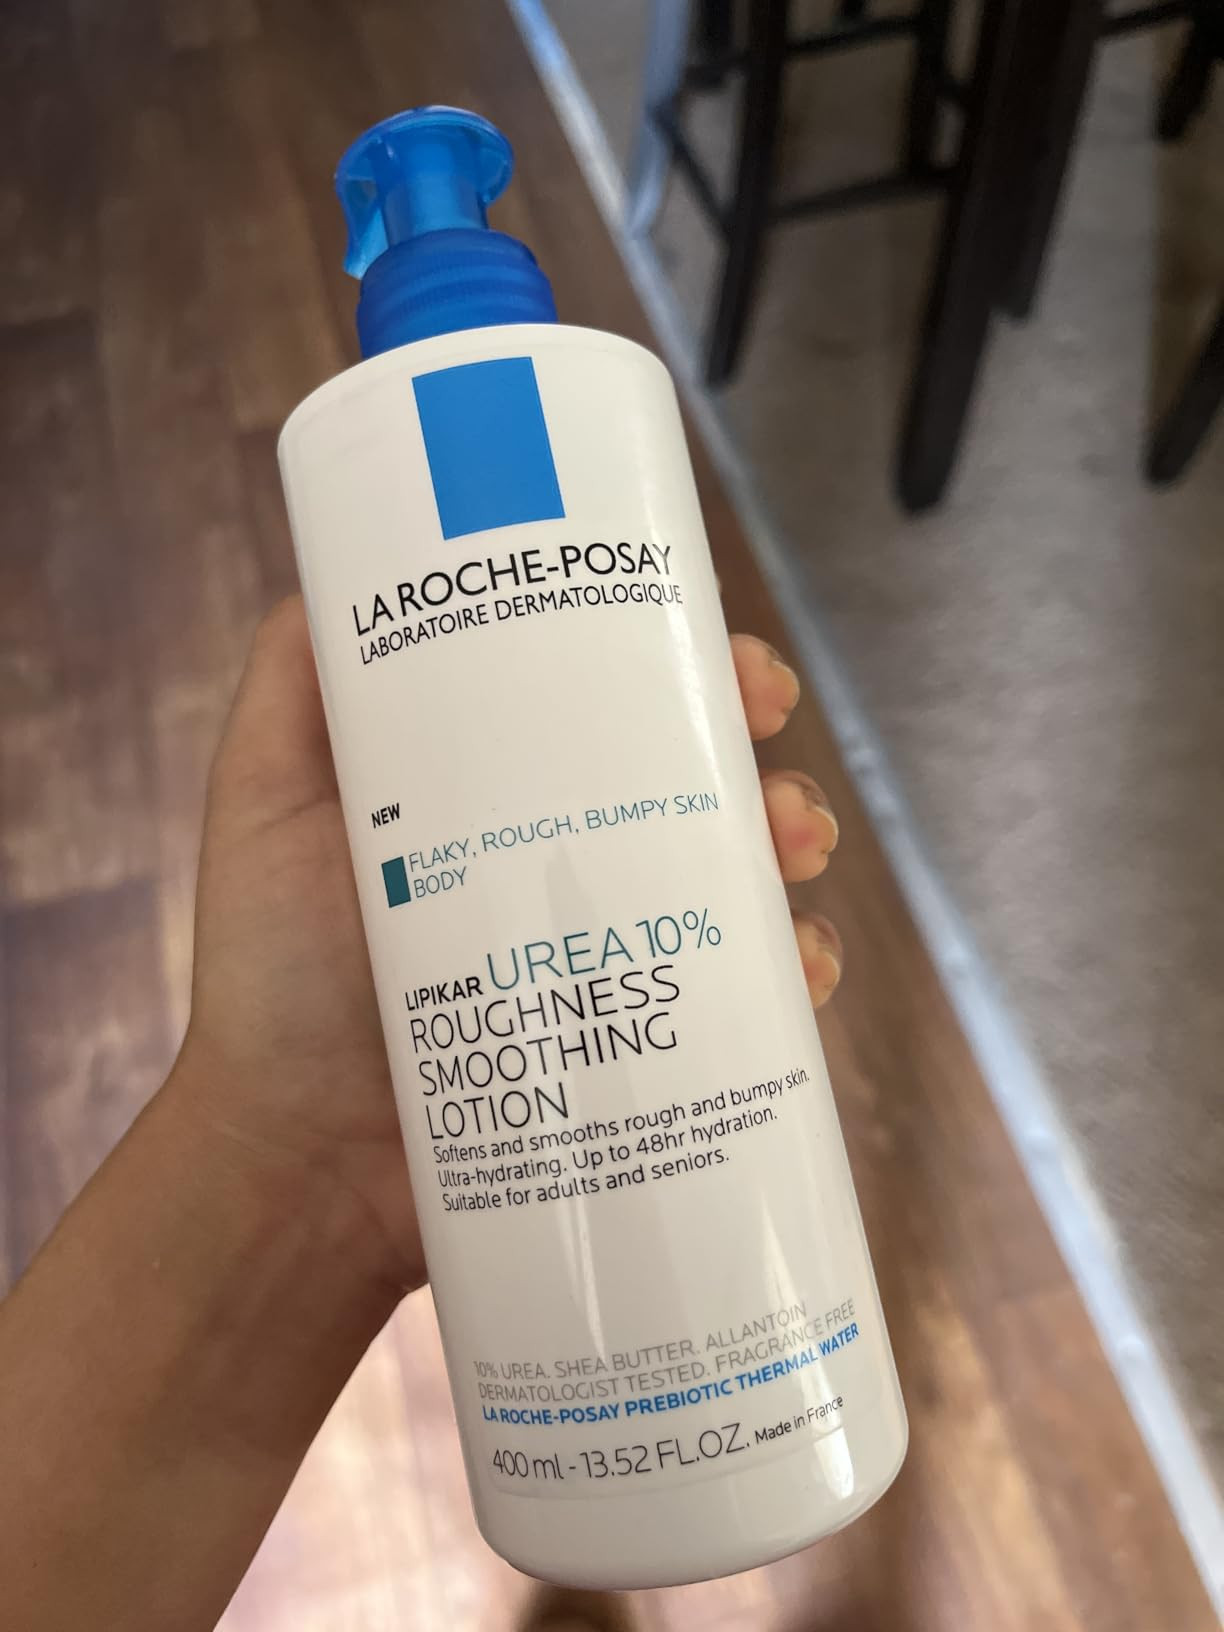 LA ROCHE-POSAY
LABORATOIRE DERMATOLOGIQUE
NEW
FLAKY, ROUGH, BUMPY SKIN
BODY
LIPIKAR UREA 10%
ROUGHNESS
SMOOTHING
LOTION
Softens and smooths rough and bumpy skin.
Ultra-hydrating. Up to 48hr hydration.
Suitable for adults and seniors.
10% UREA. SHEA BUTTER. ALLANTOIN
DERMATOLOGIST TESTED. FRAGRANCE FREE
LA ROCHE-POSAY PREBIOTIC THERMAL WATER
400 ml - 13.52 FL.OZ. Made in France